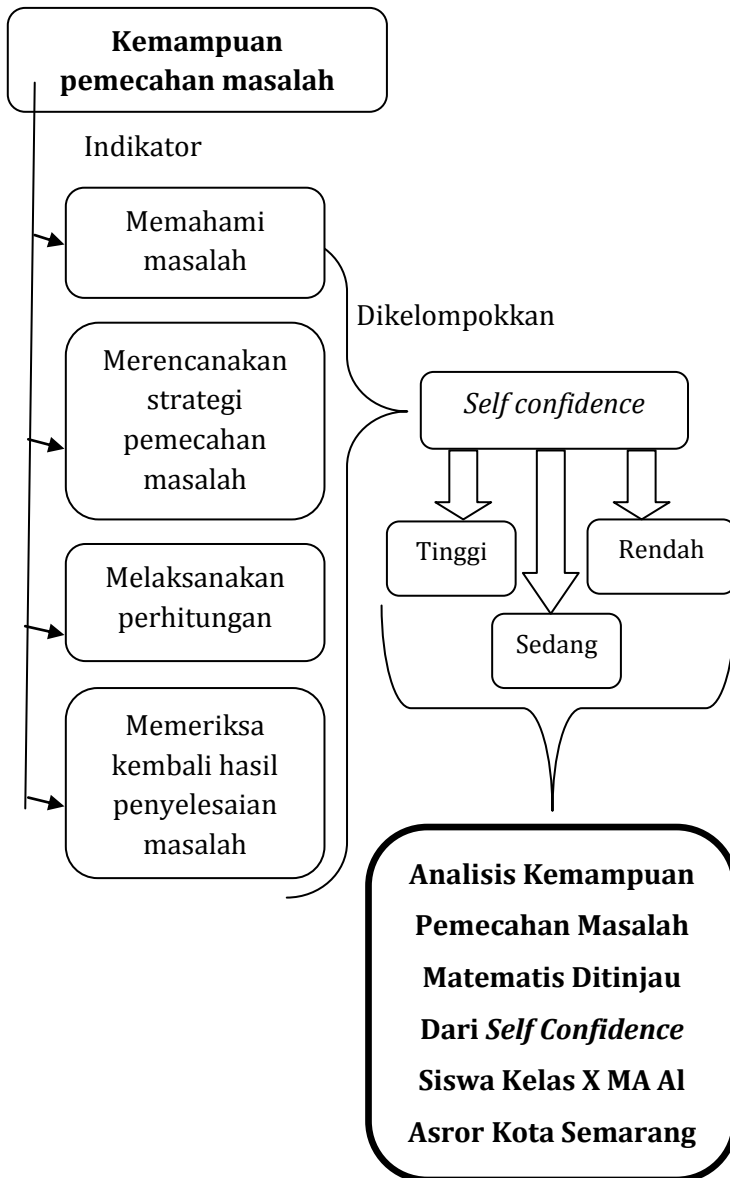 Kemampuan
pemecahan masalah
Indikator
Memahami
masalah
Dikelompokkan
Merencanakan
strategi
pemecahan
masalah
Self confidence
Tinggi
Rendah
Sedang
Melaksanakan
perhitungan
Memeriksa
kembali hasil
penyelesaian
masalah
Analisis Kemampuan
Pemecahan Masalah
Matematis Ditinjau
Dari Self Confidence
Siswa Kelas X MA Al
Asror Kota Semarang